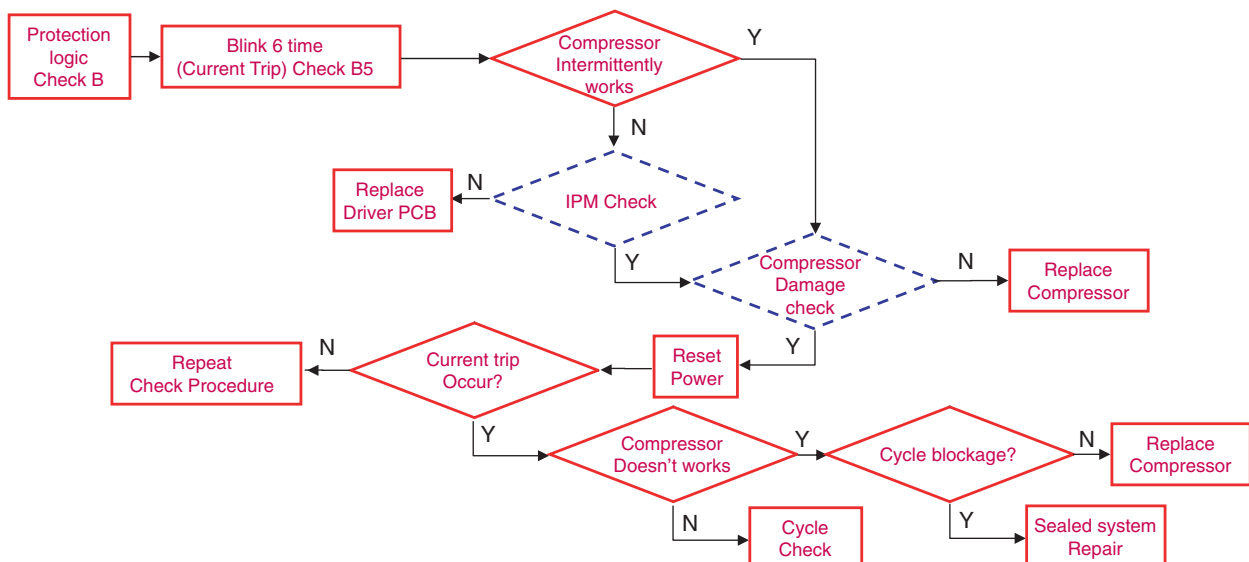 Protection
logic
Check B
Blink 6 time
(Current Trip) Check B5
Compressor
Intermittently
works
Y
N
Replace
Driver PCB
N
IPM Check
Y
Compressor
Damage
check
N
Replace
Compressor
Y
Repeat
Check Procedure
N
Current trip
Occur?
Reset
Power
Y
Compressor
Doesn't works
Y
Cycle blockage?
N
Replace
Compressor
N
Cycle
Check
Y
Sealed system
Repair